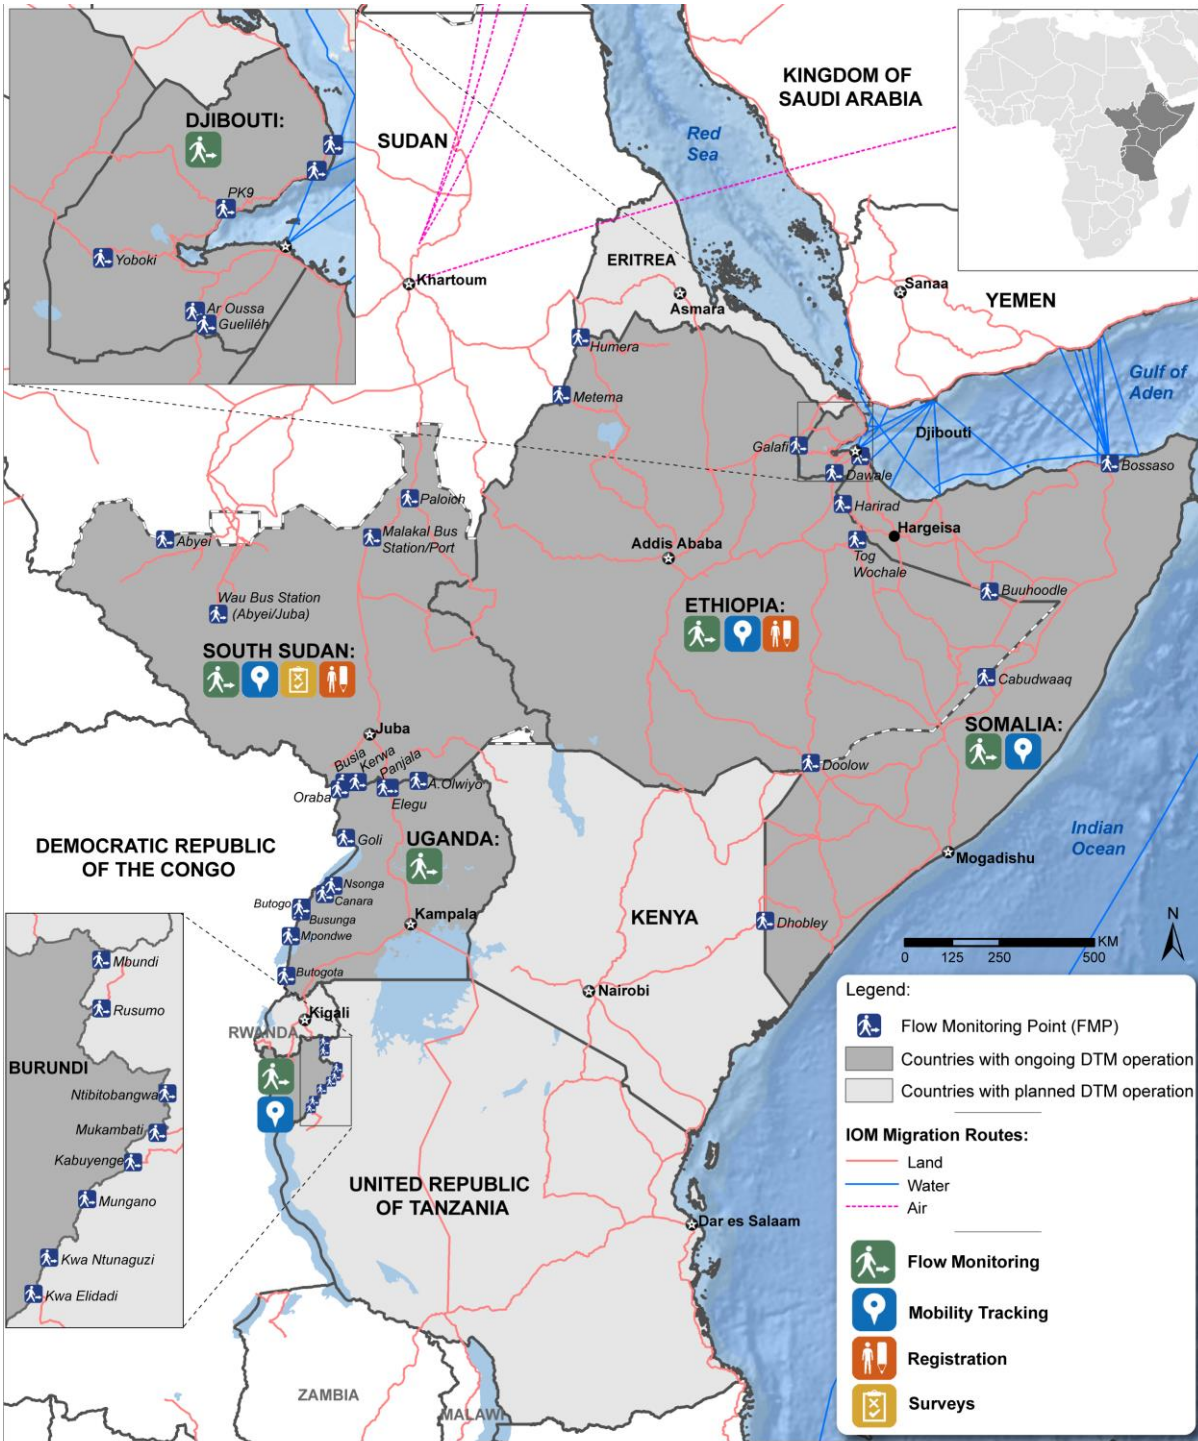 DJIBOUTI:
PK9
Yoboki
Ar Oussa
Gueliléh
SUDAN
KINGDOM OF
SAUDI ARABIA
Red
Sea
Khartoum
ERITREA
Asmara
Sanaa
YEMEN
Humera
Metema
Gulf of
Aden
Galafi
Djibouti
Dawale
Bossaso
Harirad
Paloich
Abyei
Malakal Bus
Station/Port
Hargeisa
Addis Ababa
Tog
Wochale
Buuhoodle
Wau Bus Station
(Abyei/Juba)
ETHIOPIA:
SOUTH SUDAN:
Cabudwaaq
SOMALIA:
Juba
Busia
Kerwa
Panjala
A.Olwiyo
Oraba
Elegu
Doolow
Goli
UGANDA:
DEMOCRATIC REPUBLIC
OF THE CONGO
Indian
Ocean
Mogadishu
Nsonga
Canara
Butogo
Busunga
Mpondwe
Kampala
KENYA
Dhobley
Butogota
Nairobi
Kigali
RWANDA
BURUNDI
Mbundi
Rusumo
Ntibitobangwa
Mukambati
Kabuyenge
Mungano
Kwa Ntunaguzi
Kwa Elidadi
UNITED REPUBLIC
OF TANZANIA
Dar es Salaam
ZAMBIA
MALAWI
N
KM
0 125 250 500
Legend:
Flow Monitoring Point (FMP)
Countries with ongoing DTM operation
Countries with planned DTM operation
IOM Migration Routes:
Land
Water
Air
Flow Monitoring
Mobility Tracking
Registration
Surveys